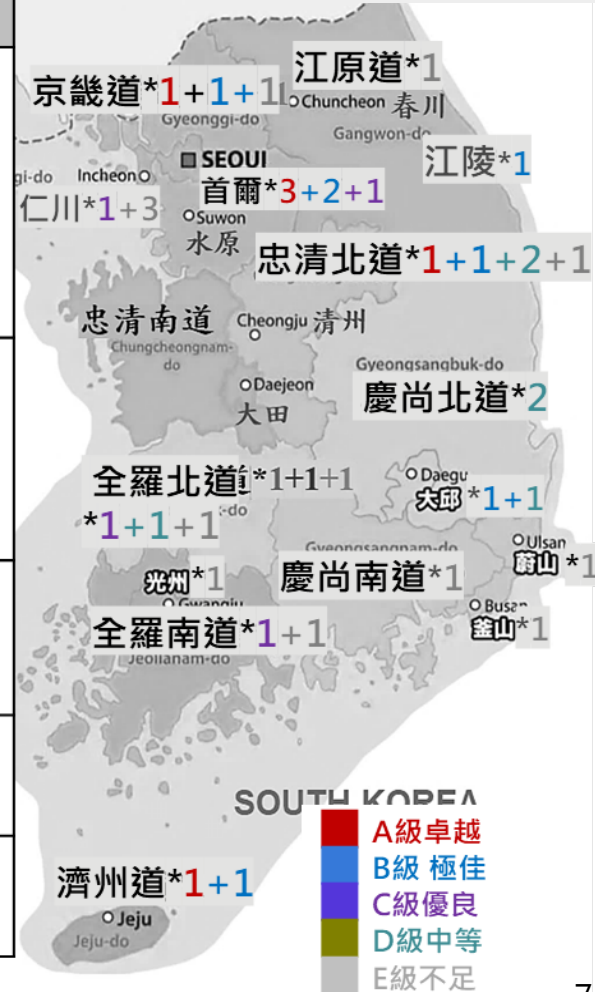 江原道*1
京畿道*1+1+1
Chuncheon 春川
Gyeonggi-do
Gangwon-do
SEOUL
江陵*1
gi-do Incheon
首爾*3+2+1
仁川*1+3
Suwon
水原
忠清北道*1+1+2+1
忠清南道
Cheongju 清州
Chungcheongnam-
do
Gyeongsangbuk-do
Daejeon
慶尚北道*2
大田
Daegu
全羅北道*1+1+1
大邱*1+1
*1+1+1
-do
Ulsan
Gyeongsangnam-do
蔚山*1
光州*1
慶尚南道*1
Gwangju
Busan
釜山*1
全羅南道*1+1
Jeollanam-do
SOUTH KOREA
A級卓越
B級 極佳
C級優良
D級中等
E級不足
濟州道*1+1
Jeju
Jeju-do
7